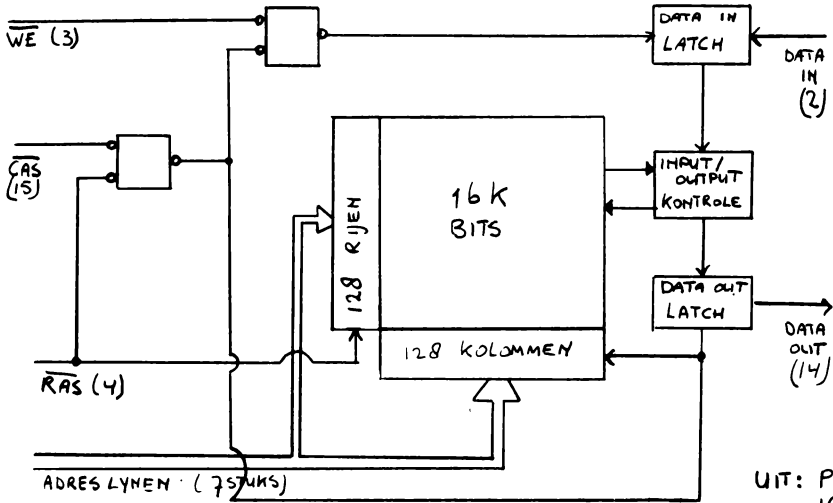 WE (3)
DATA IN
LATCH
DATA
IN
(2)
CAS
(15)
128 RIJEN
16K
BITS
INPUT/
OUTPUT
KONTROLE
DATA OUT
LATCH
128 KOLOMMEN
DATA
OUT
(14)
RAS (4)
ADRES LYNEN (7 STUKS)
UIT: P